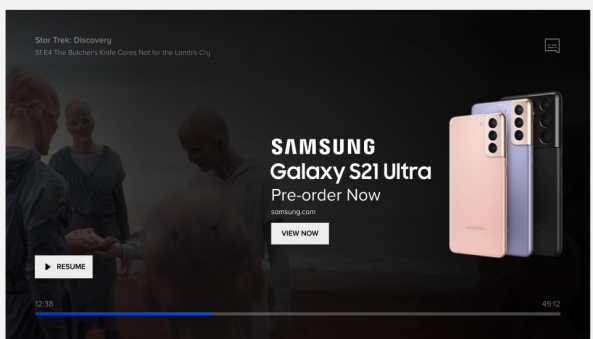 Star Trek: Discovery
S1 E4 The Butcher's Knife Cares Not for the Lamb's Cry
SAMSUNG
Galaxy S21 Ultra
Pre-order Now
samsung.com
VIEW NOW
RESUME
12:38
49:12